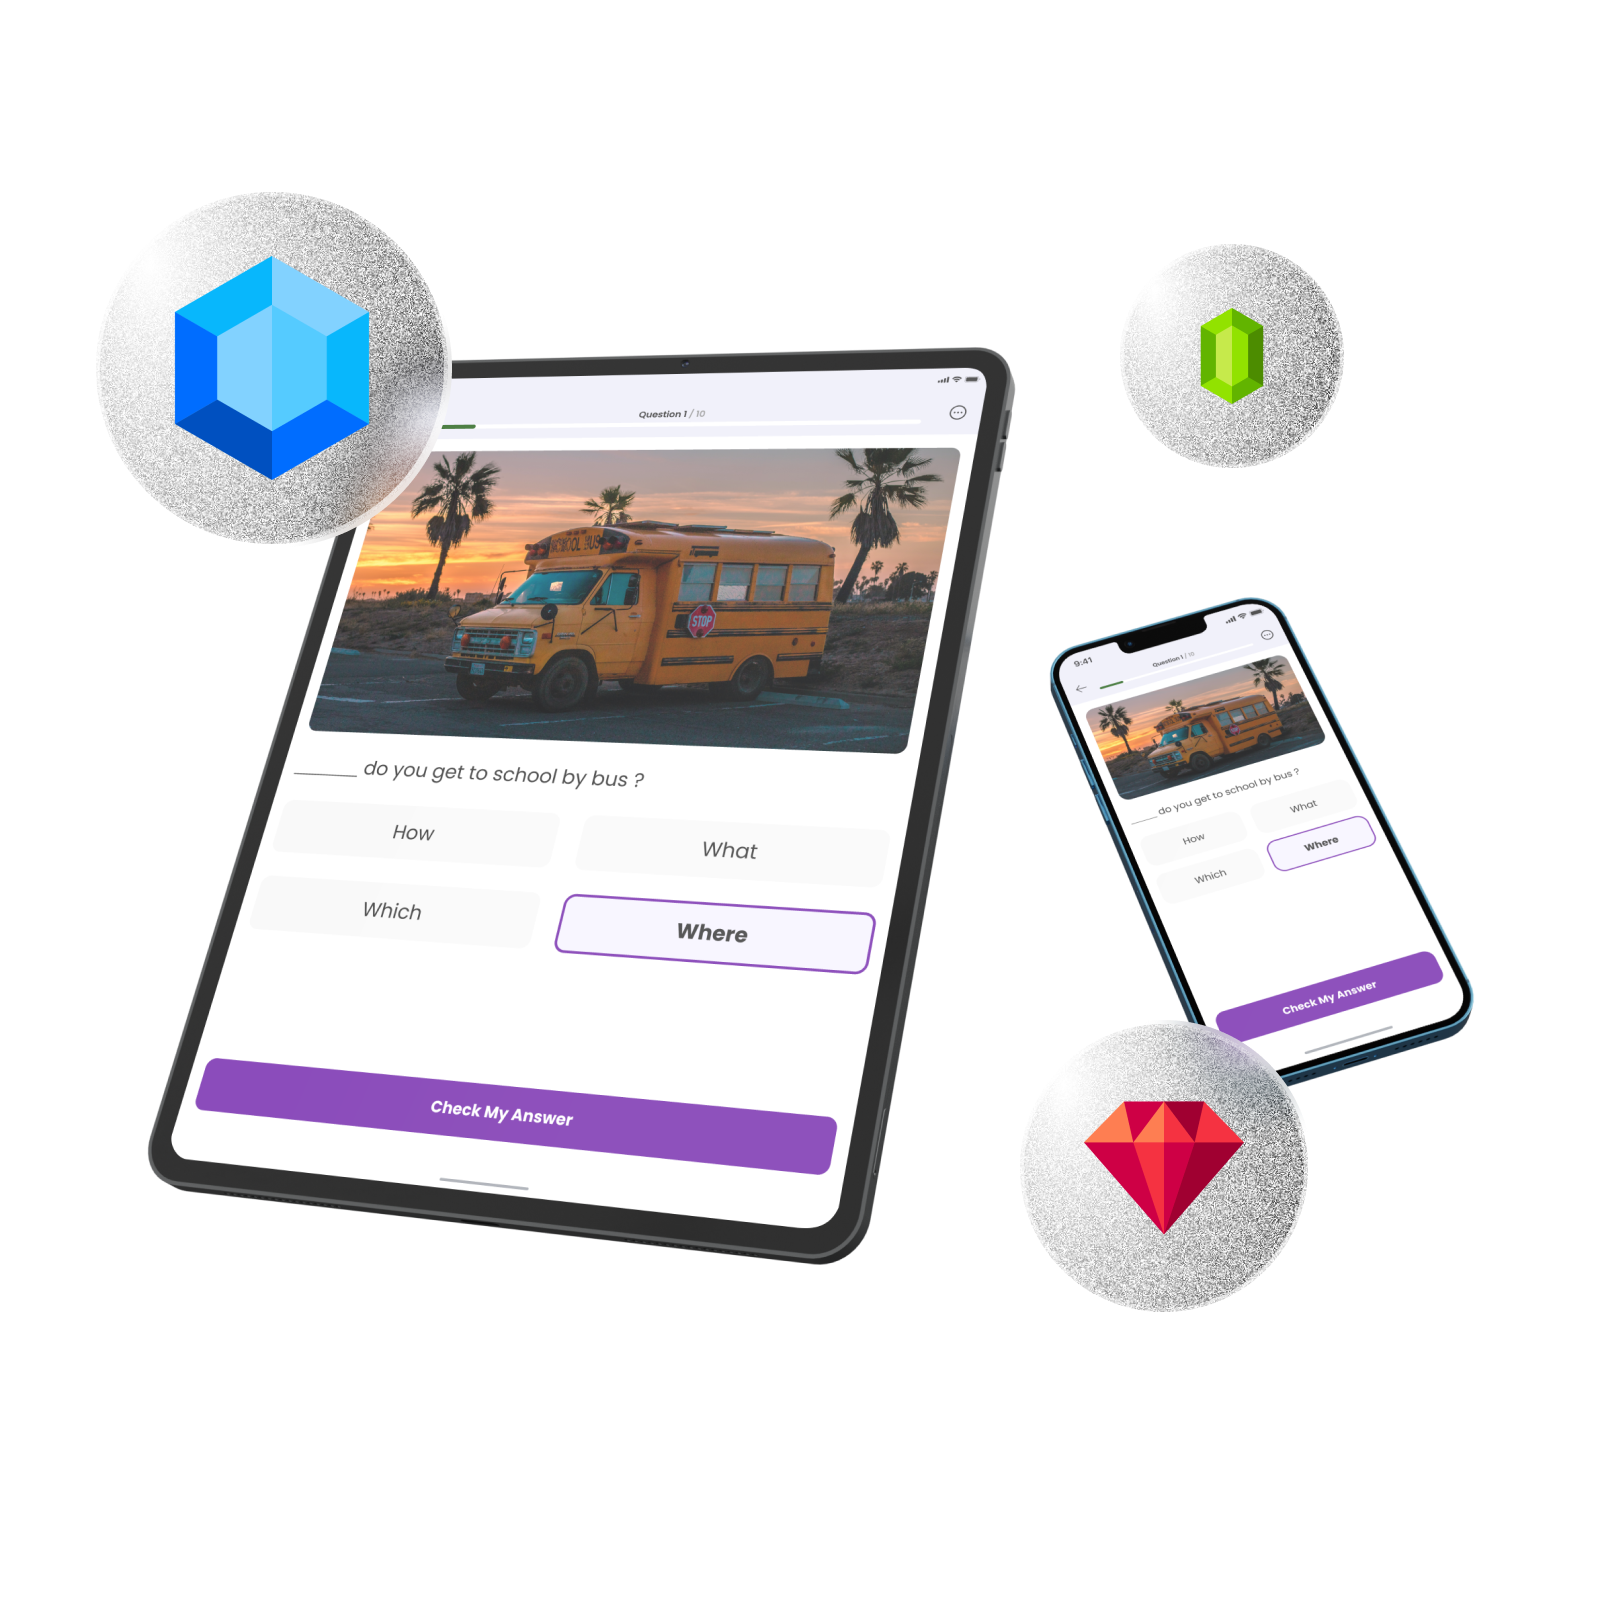 Question 1 / 10
SCHOOL BUS
STOP
_____ do you get to school by bus ?
How
What
Which
Where
Check My Answer
9:41
Question 1 / 10
_____ do you get to school by bus ?
How
What
Which
Where
Check My Answer